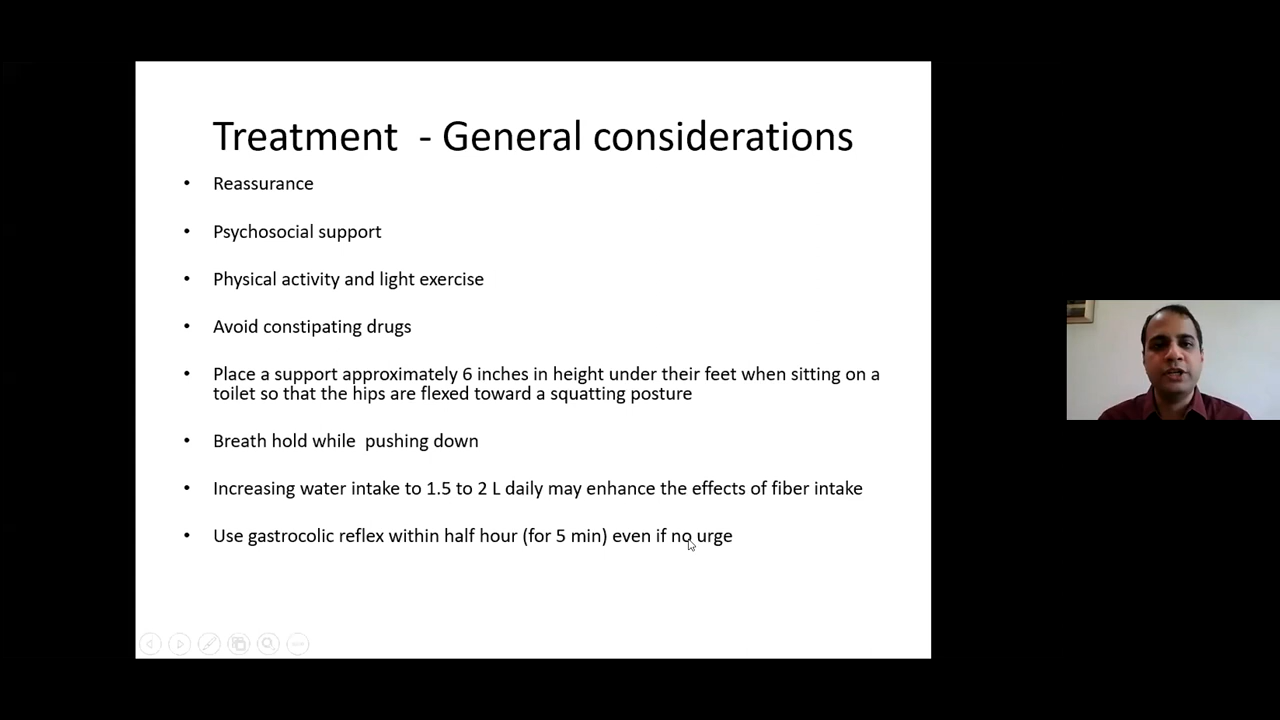 Treatment  - General considerations
• Reassurance
• Psychosocial support
• Physical activity and light exercise
• Avoid constipating drugs
• Place a support approximately 6 inches in height under their feet when sitting on a
toilet so that the hips are flexed toward a squatting posture
• Breath hold while  pushing down
• Increasing water intake to 1.5 to 2 L daily may enhance the effects of fiber intake
• Use gastrocolic reflex within half hour (for 5 min) even if no urge